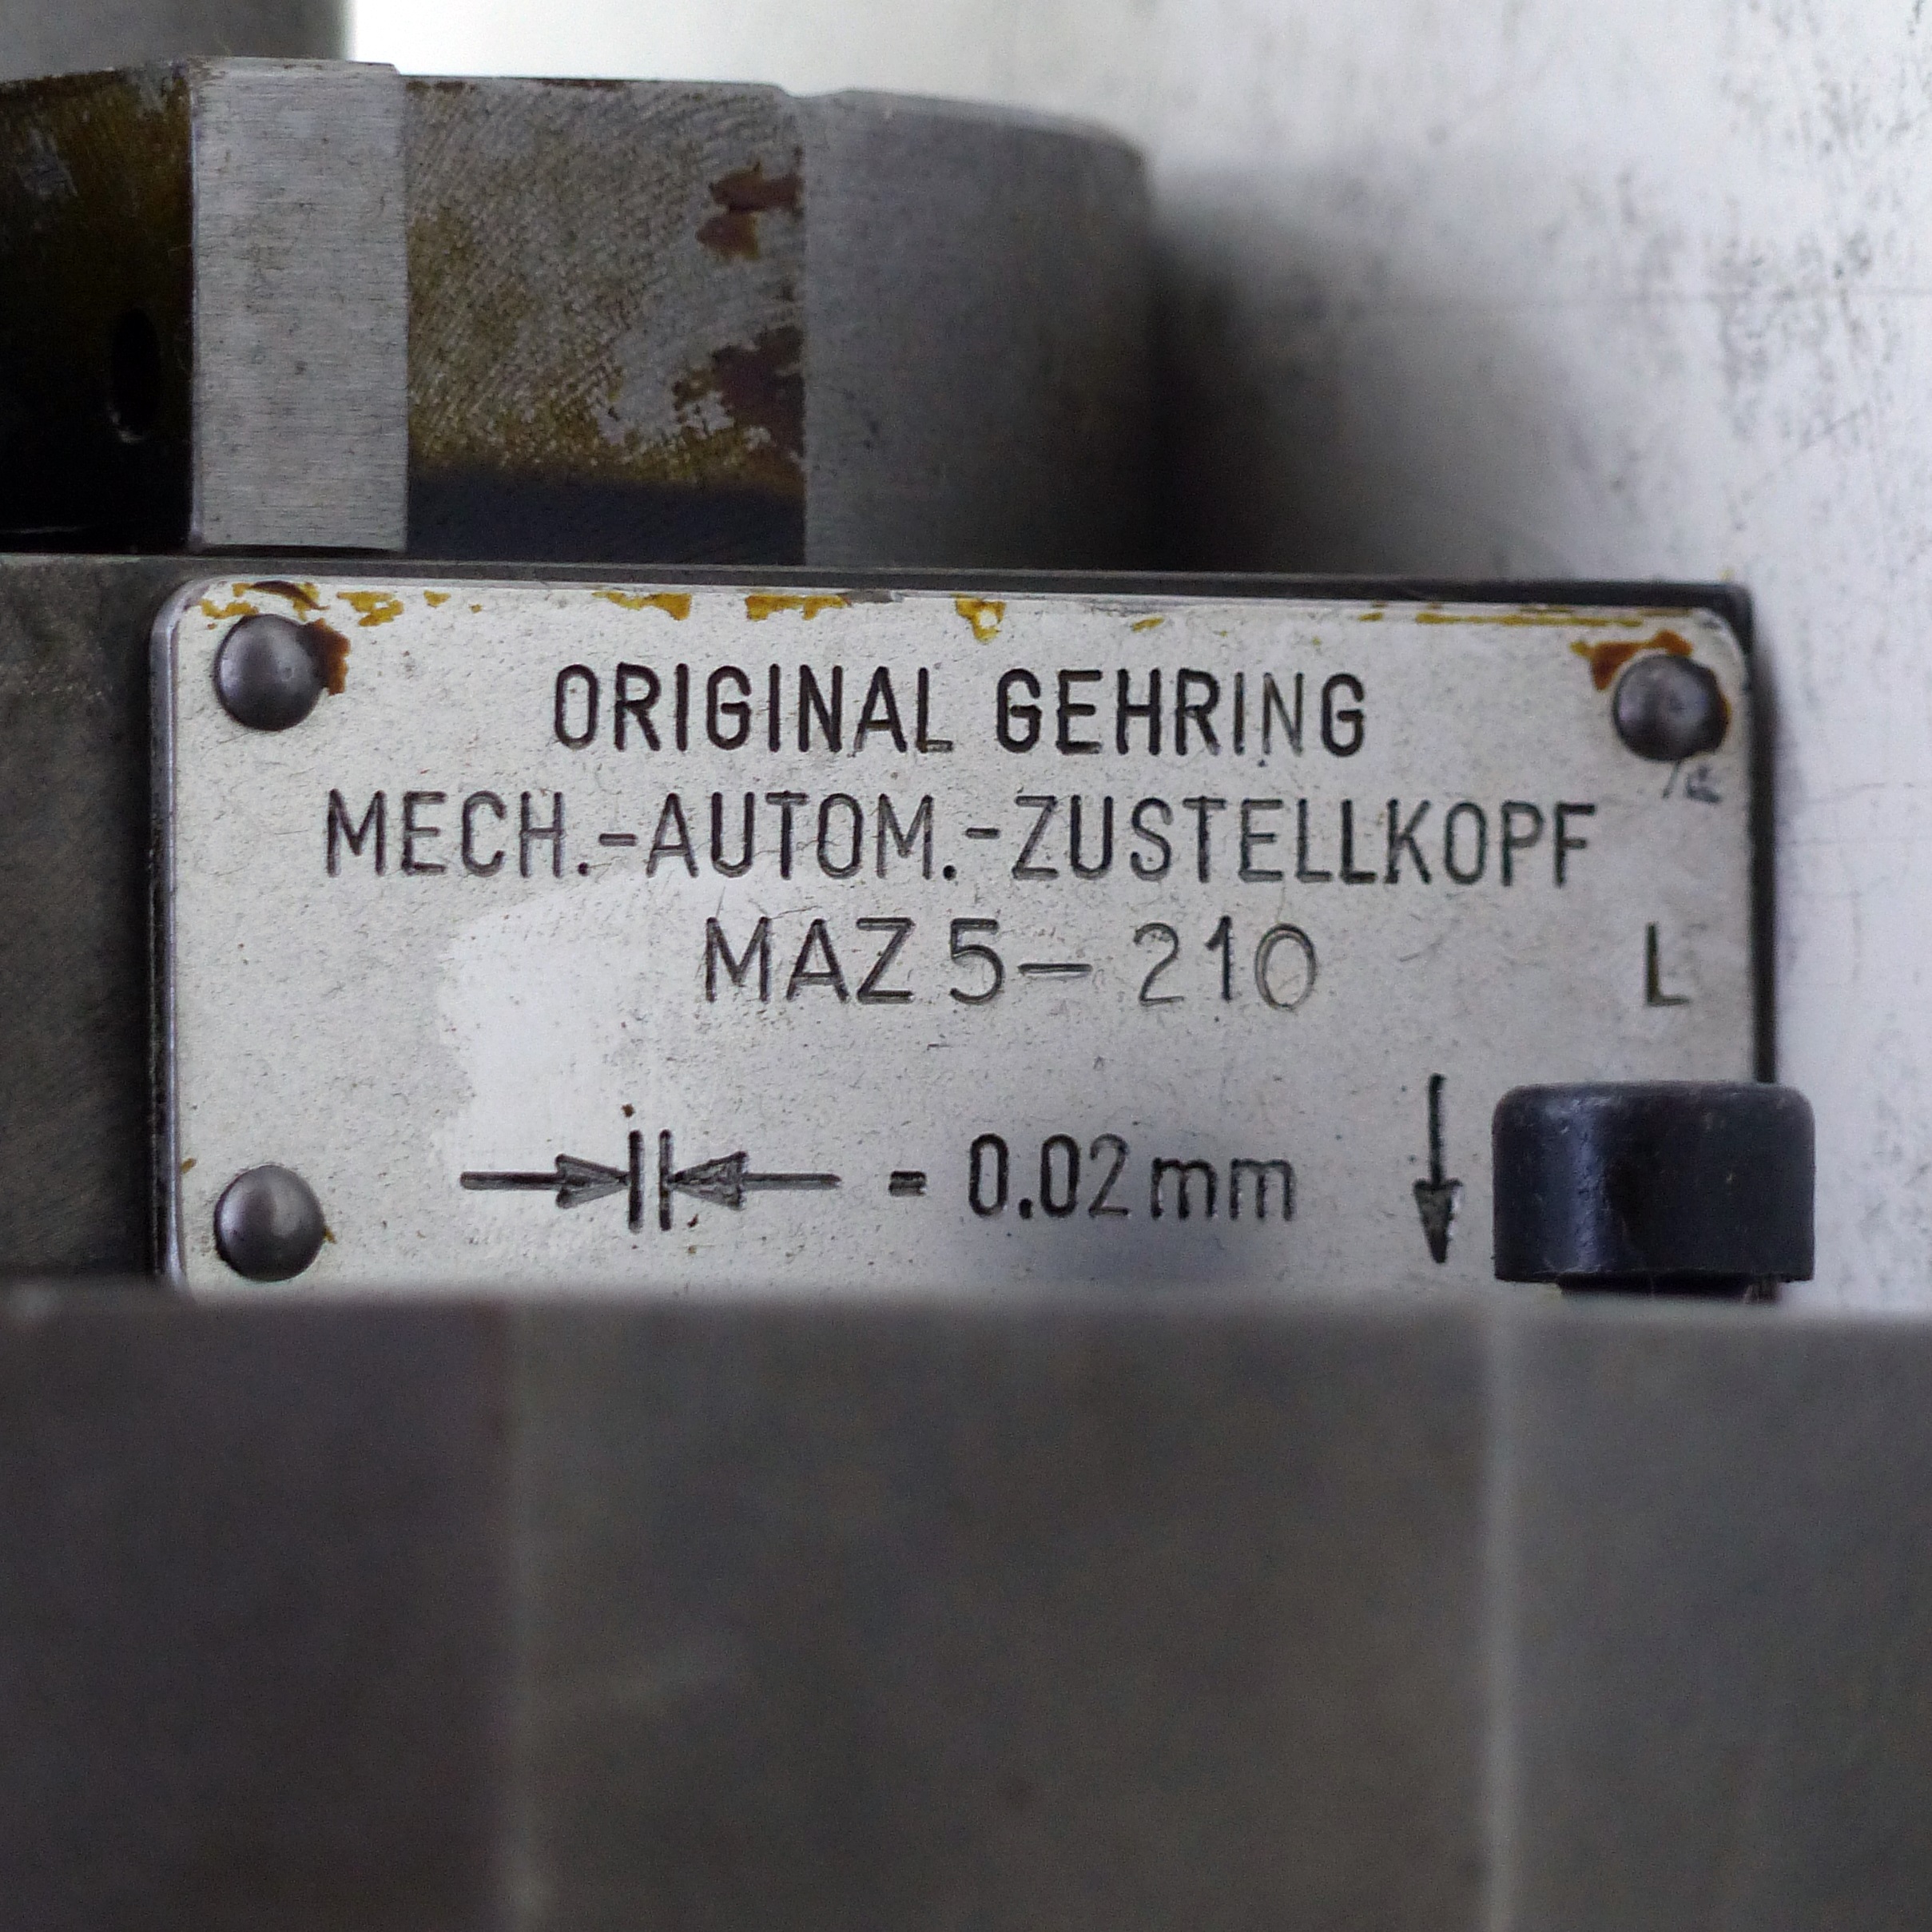 ORIGINAL GEHRING
MECH.-AUTOM.-ZUSTELLKOPF
MAZ 5 — 210 L
= 0.02 mm